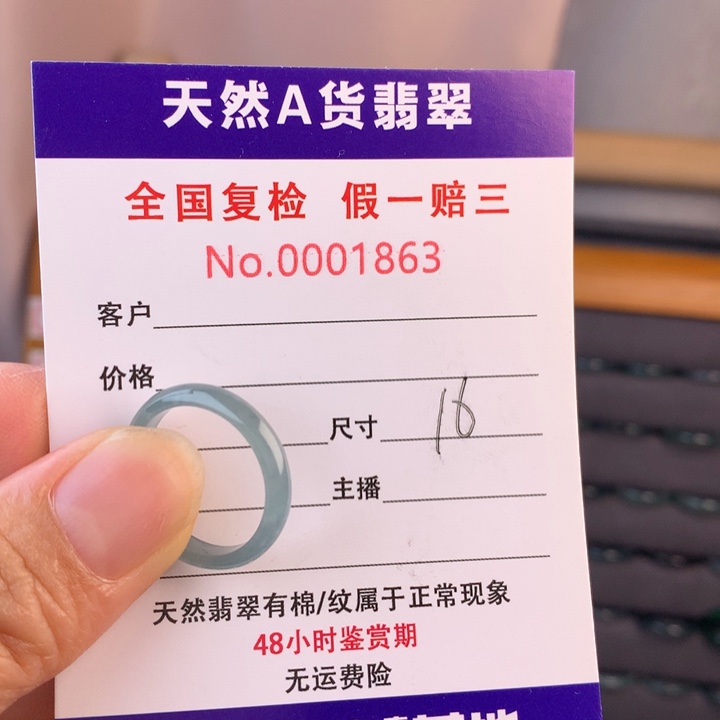 天然A货翡翠
全国复检 假一赔三
No.0001863
客户
价格
尺寸 16
主播
天然翡翠有棉/纹属于正常现象
48小时鉴赏期
无运费险